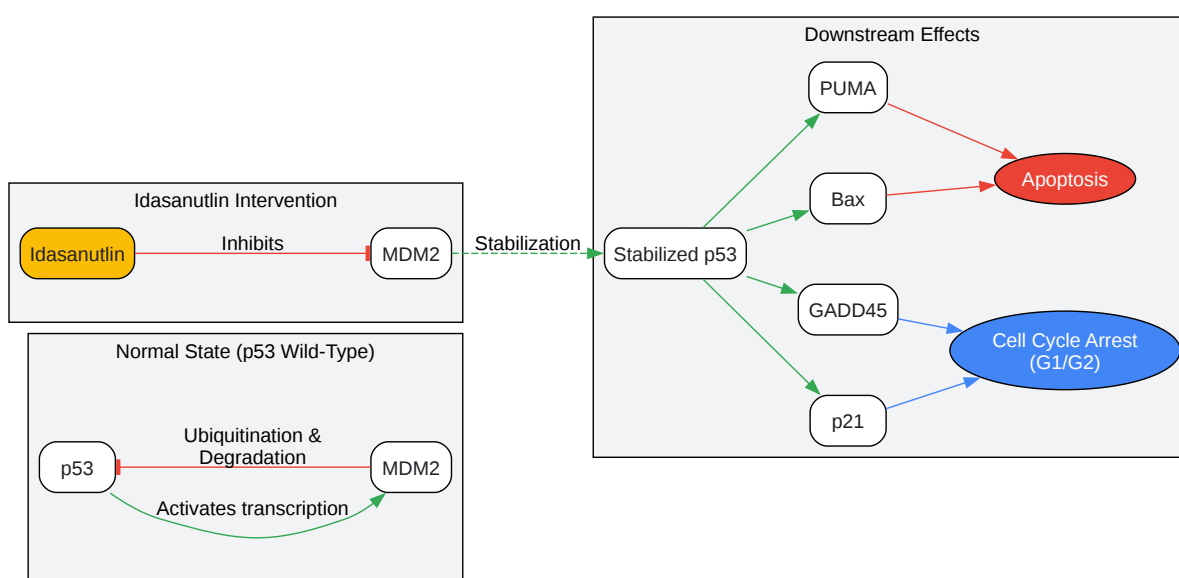 Idasanutlin Intervention
Idasanutlin
Inhibits
MDM2
Stabilization
Normal State (p53 Wild-Type)
p53
Ubiquitination &
Degradation
MDM2
Activates transcription
Downstream Effects
Stabilized p53
PUMA
Bax
GADD45
p21
Apoptosis
Cell Cycle Arrest
(G1/G2)